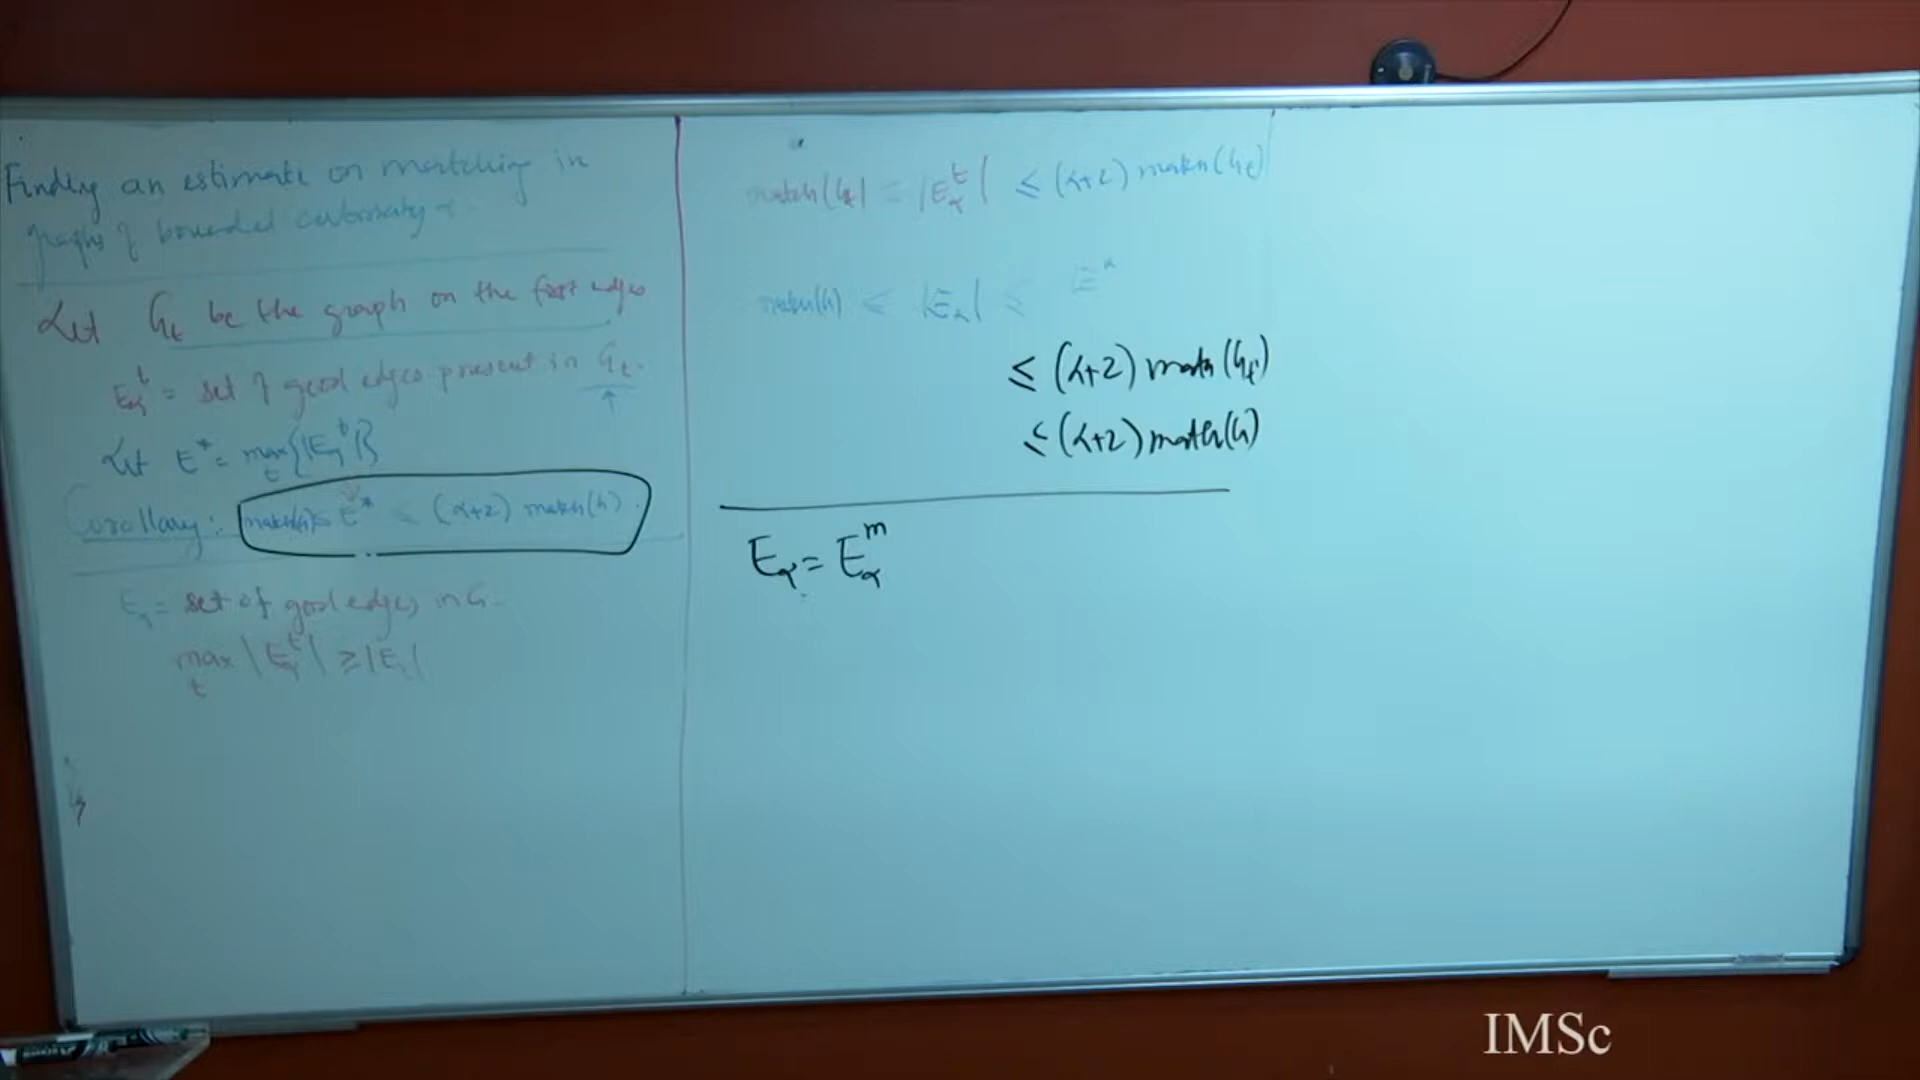 Finding an estimate on matching in
graphs of bounded arboricity α.
Let G_t be the graph on the first edges
E_α^t = set of good edges present in G_t.
↑
Let E* = max_t {|E_α^t|}
Corollary: match(G) ≤ E* ≤ (α+2) match(G).
E_α = set of good edges in G.
max_t |E_α^t| ≥ |E_α|
match(G_t) ≤ |E_α^t| ≤ (α+2) match(G_t)
match(G) ≤ |E_α| ≤ E*
≤ (α+2) match(G_t)
≤ (α+2) match(G)
E_α = E_α^m
IMSc